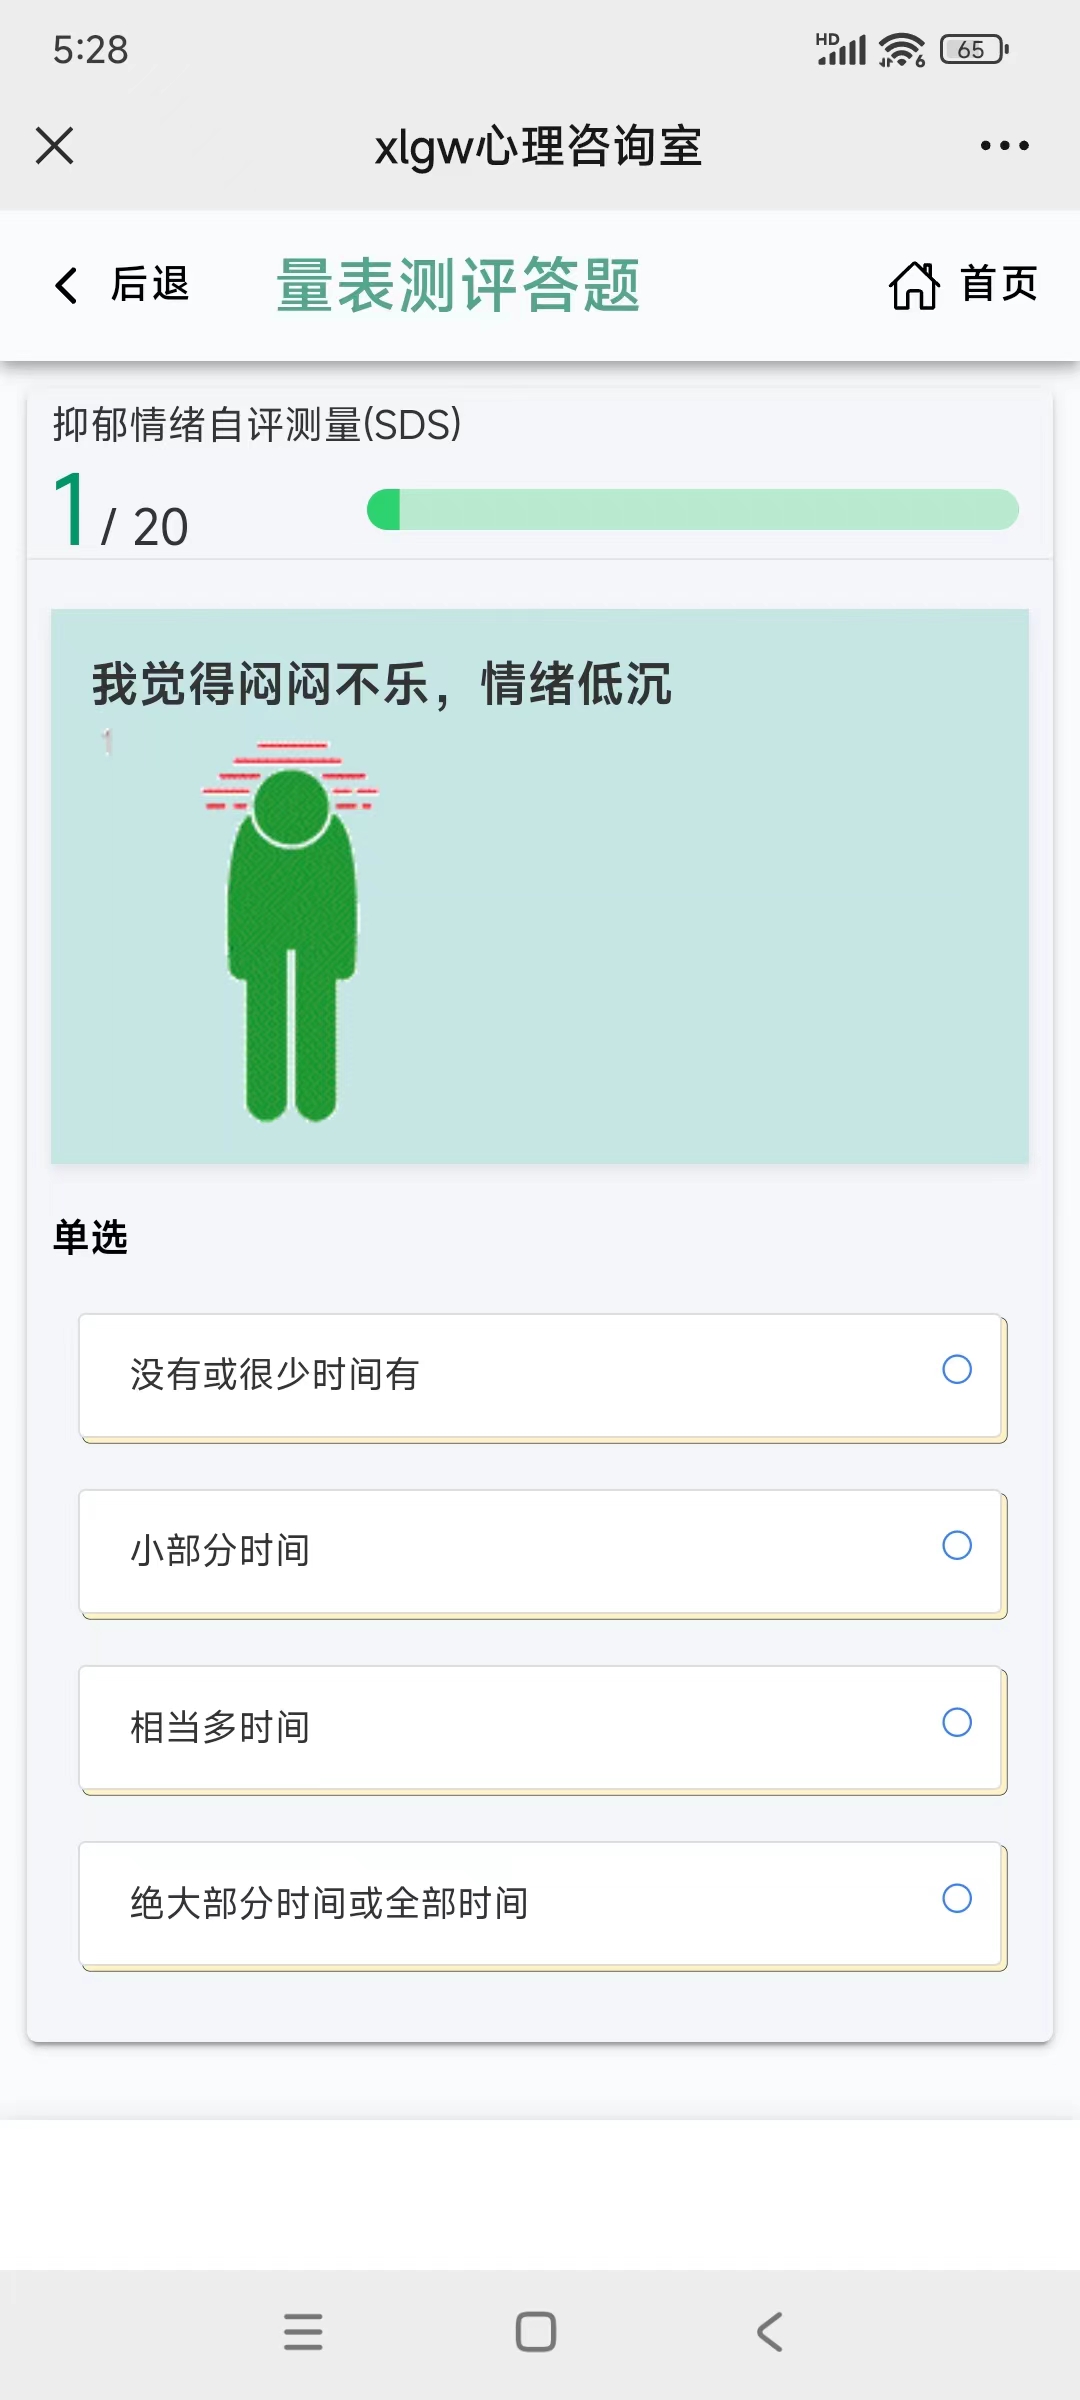 5:28
HD
6
65
xlgw心理咨询室
后退
量表测评答题
首页
抑郁情绪自评测量(SDS)
1 / 20
我觉得闷闷不乐，情绪低沉
1
单选
没有或很少时间有
小部分时间
相当多时间
绝大部分时间或全部时间